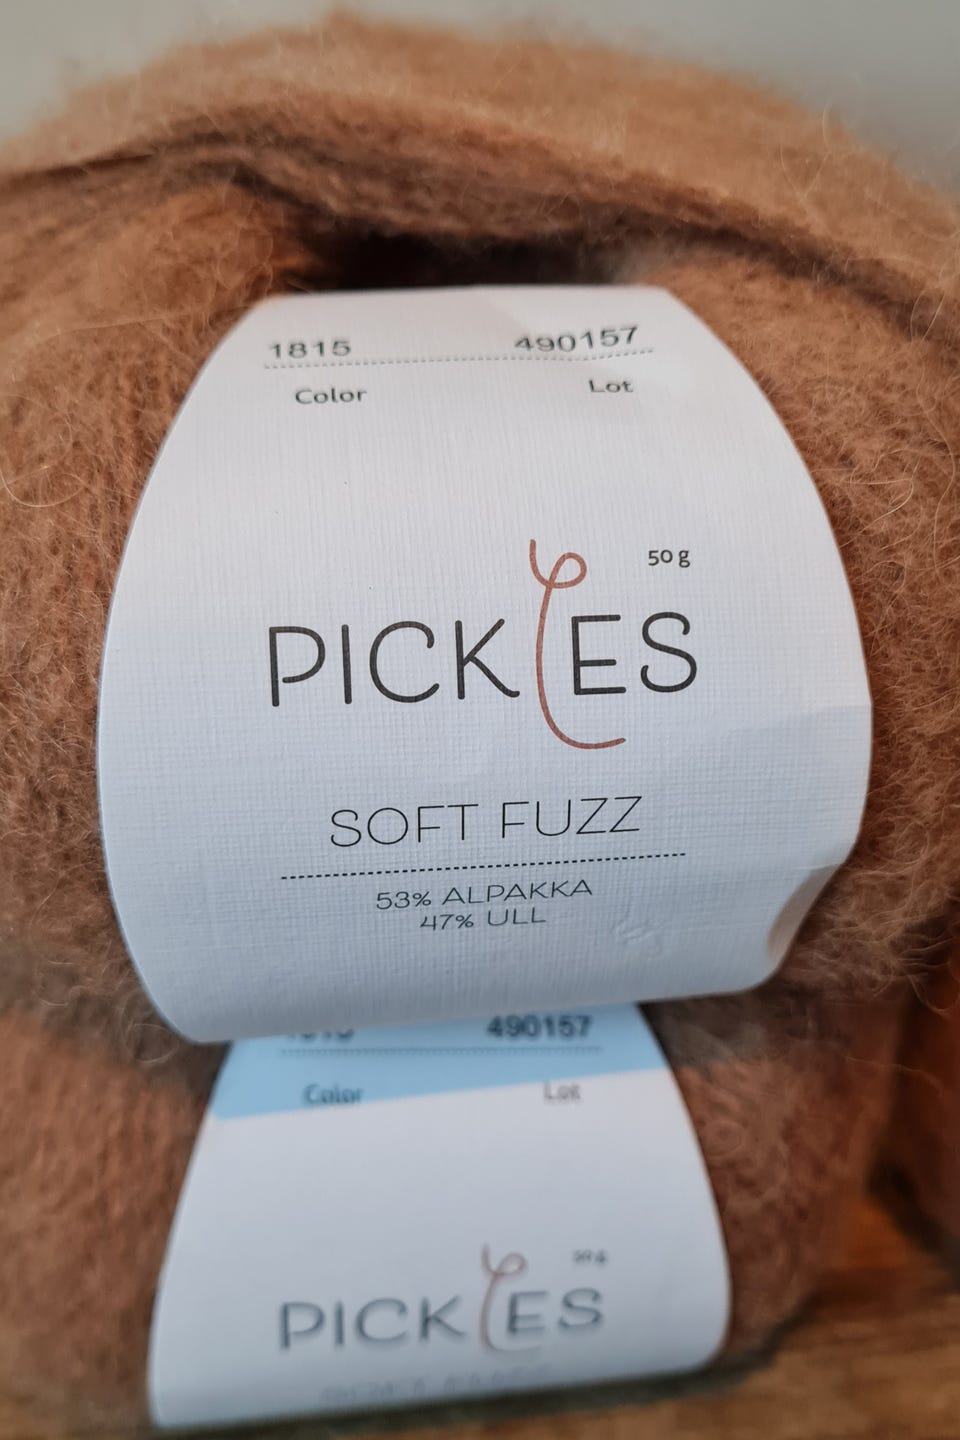 1815 490157
Color Lot
50 g
PICKLES
SOFT FUZZ
53% ALPAKKA
47% ULL
490157
Color Lot
PICKLES